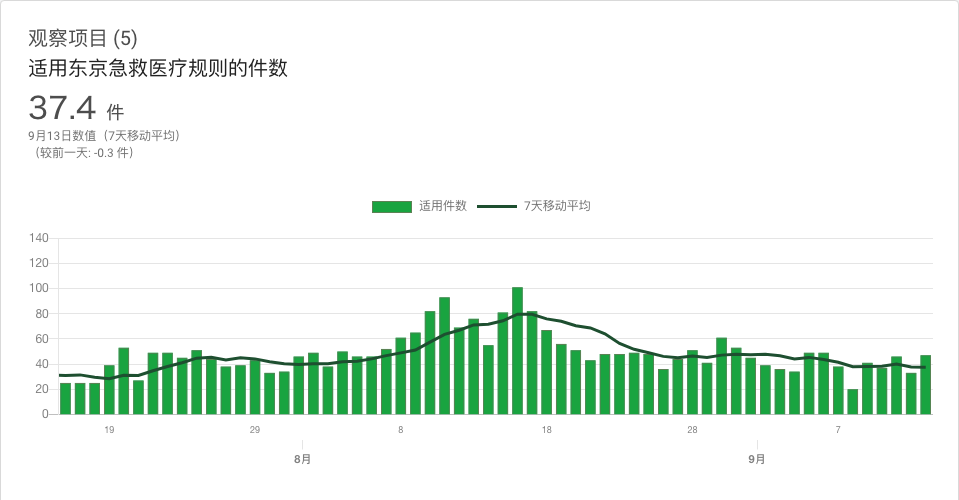 观察项目 (5)
适用东京急救医疗规则的件数
37.4 件
9月13日数值（7天移动平均）
（较前一天: -0.3 件）
适用件数 7天移动平均
140
120
100
80
60
40
20
0
19 29 8 18 28 7
8月 9月